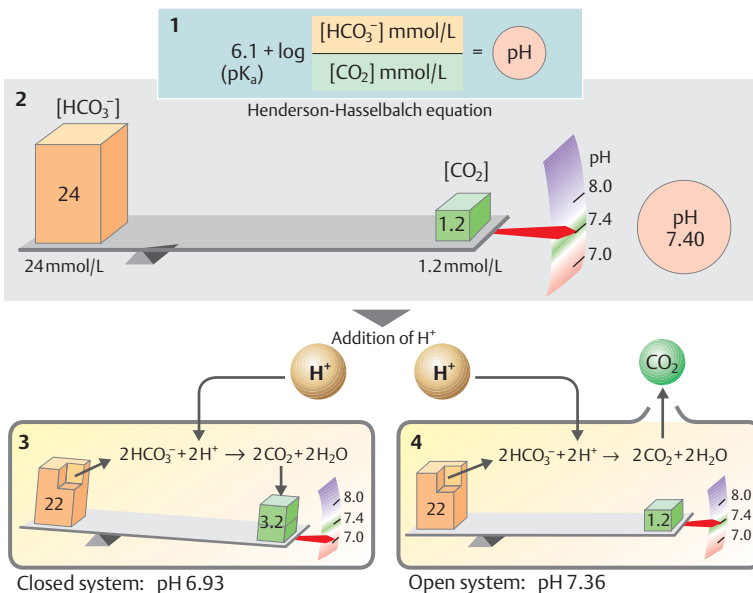 1
[HCO₃⁻] mmol/L
6.1 + log = pH
(pKₐ) [CO₂] mmol/L
2
Henderson-Hasselbalch equation
[HCO₃⁻]
[CO₂]
pH
24
8.0
1.2
7.4
pH
7.40
7.0
24 mmol/L
1.2 mmol/L
Addition of H⁺
H⁺
H⁺
CO₂
3
2HCO₃⁻ + 2H⁺ → 2CO₂ + 2H₂O
22
3.2
8.0
7.4
7.0
Closed system: pH 6.93
4
2HCO₃⁻ + 2H⁺ → 2CO₂ + 2H₂O
22
1.2
8.0
7.4
7.0
Open system: pH 7.36